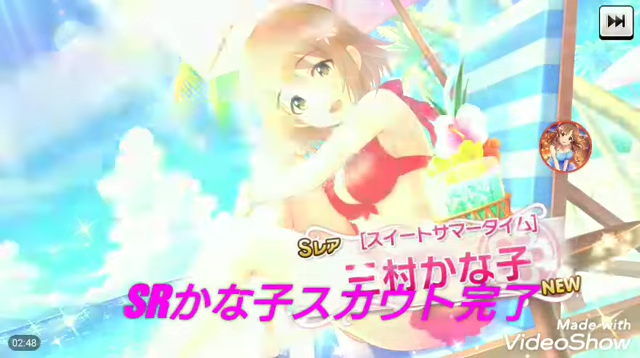 Sレア
[スイートサマータイム]
三村かな子
NEW
SRかな子スカウト完了
02:48
Made With
VideoShow